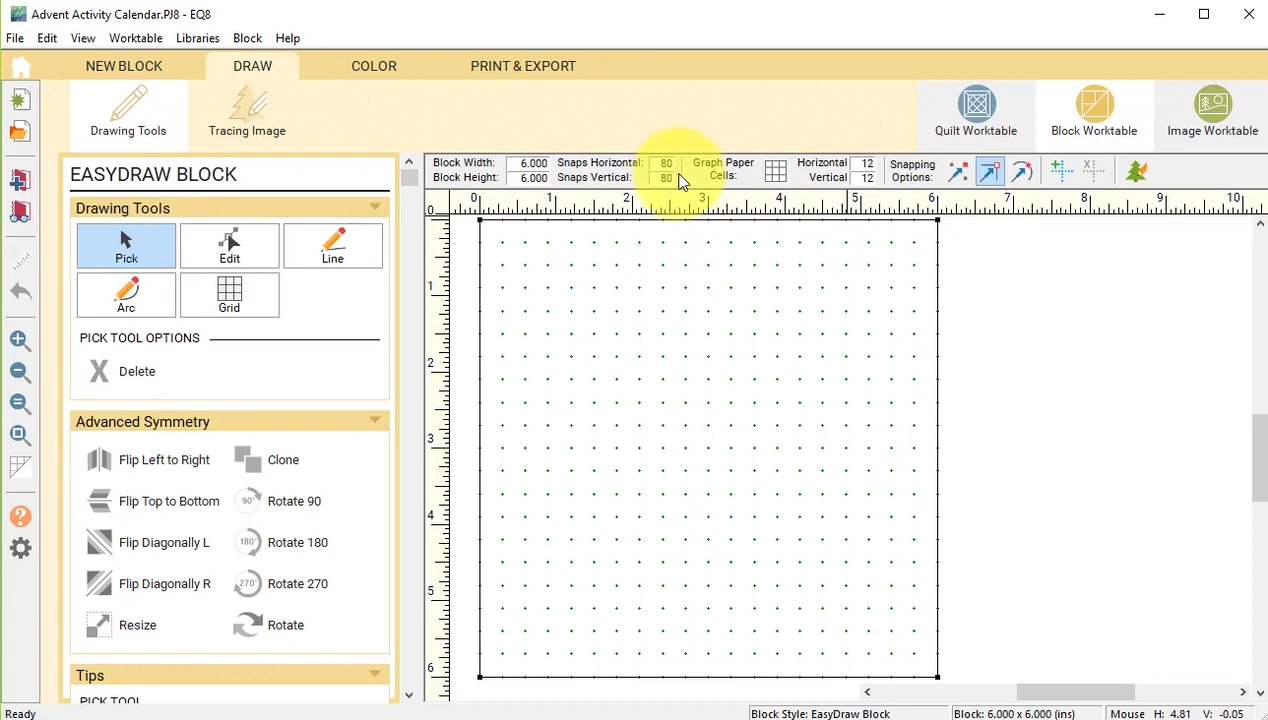 Advent Activity Calendar.PJ8 - EQ8
File Edit View Worktable Libraries Block Help
NEW BLOCK DRAW COLOR PRINT & EXPORT
Drawing Tools Tracing Image Quilt Worktable Block Worktable Image Worktable
Block Width: 6.000 Snaps Horizontal: 80 Graph Paper Horizontal 12 Snapping
Block Height: 6.000 Snaps Vertical: 80 Cells: Vertical 12 Options:
0 1 2 3 4 5 6 7 8 9 10
EASYDRAW BLOCK
Drawing Tools
Pick Edit Line
Arc Grid
PICK TOOL OPTIONS
X Delete
Advanced Symmetry
Flip Left to Right Clone
Flip Top to Bottom 90° Rotate 90
Flip Diagonally L 180° Rotate 180
Flip Diagonally R 270° Rotate 270
Resize Rotate
Tips
PICK TOOL
0
1
2
3
4
5
6
Ready Block Style: EasyDraw Block Block: 6.000 x 6.000 (ins) Mouse H: 4.81 V: -0.05